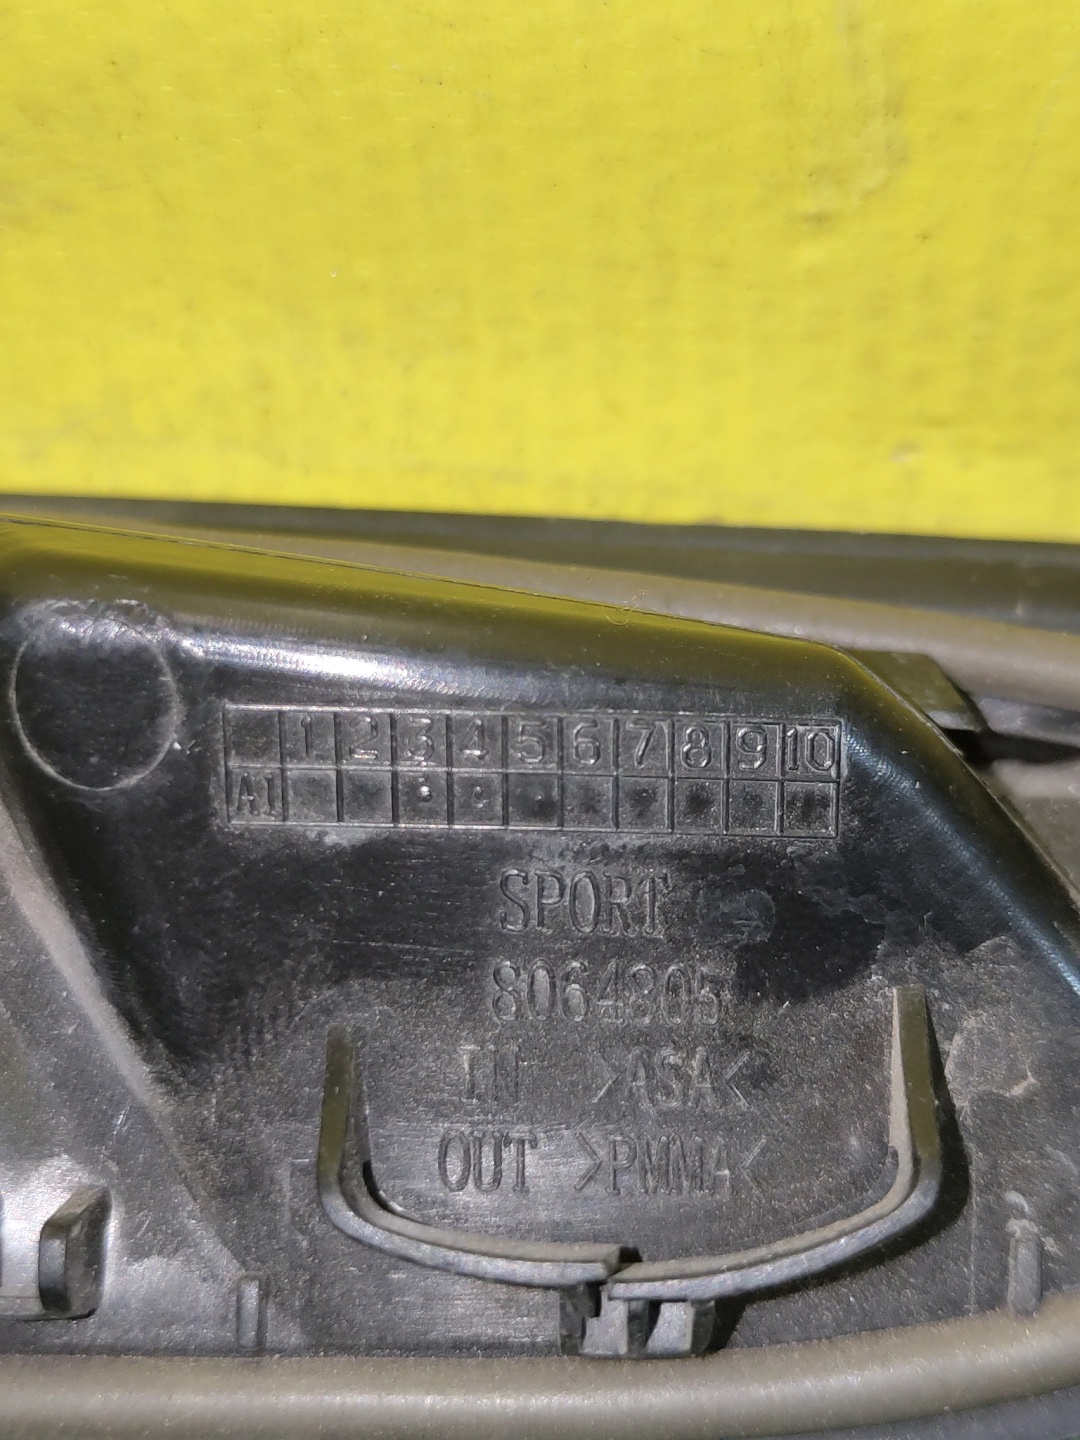 1 2 3 4 5 6 7 8 9 10
A1
SPORT
8064805
IN >ASA<
OUT >PMMA<